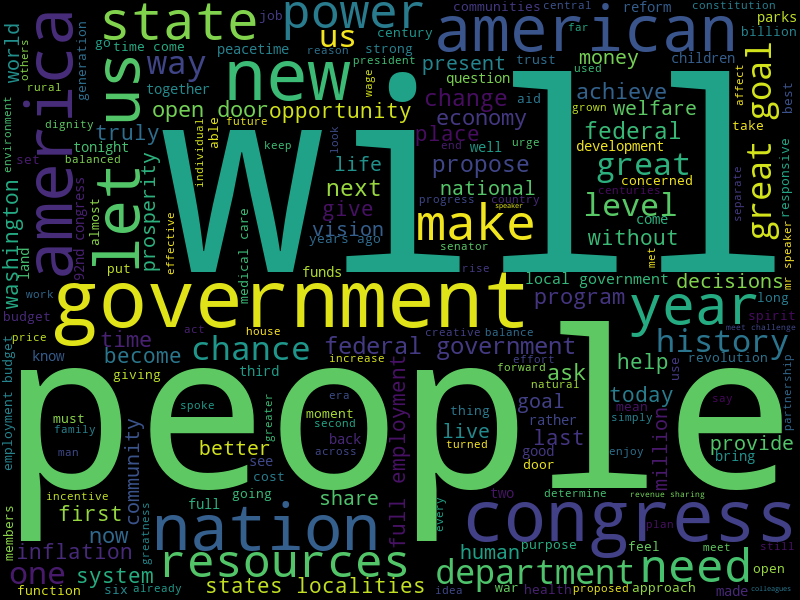 will
people
government
nation
congress
american
america
state
power
us
new
way
let us
open door
opportunity
truly
together
time come
peacetime
job
communities
central
reform
constitution
parks
billion
century
president
reason
strong
far
trust
children
used
world
go
generation
others
rural
dignity
balanced
tonight
environment
set
washington
land
92nd congress
almost
prosperity
put
effective
individual
able
future
wage
keep
look
life
next
give
vision
years ago
medical care
funds
present
question
money
achieve
change
aid
welfare
economy
place
federal
grown
development
end
well
urge
propose
great
concerned
national
level
centuries
progress
country
speaker
come
make
without
senator
rise
met
local government
decisions
program
affect
take
great goal
best
responsive
separate
mr speaker
long
spirit
meet challenge
year
history
revolution
partnership
use
today
help
creative
balance
federal government
act
house
chance
time
become
increase
effort
forward
natural
ask
goal
rather
last
good
door
thing
live
turned
work
budget
price
know
giving
third
employment budget
must
family
man
spoke
greater
era
moment
second
across
back
full employment
better
see
cost
going
full
share
community
incentive
first
now
greatness
members
inflation
one
system
function
six
already
resources
states localities
every
idea
war
department
human
purpose
health
proposed
approach
feel
meet
made
need
open
still
plan
colleagues
two
determine
revenue sharing
million
mean
simply
enjoy
say
provide
bring